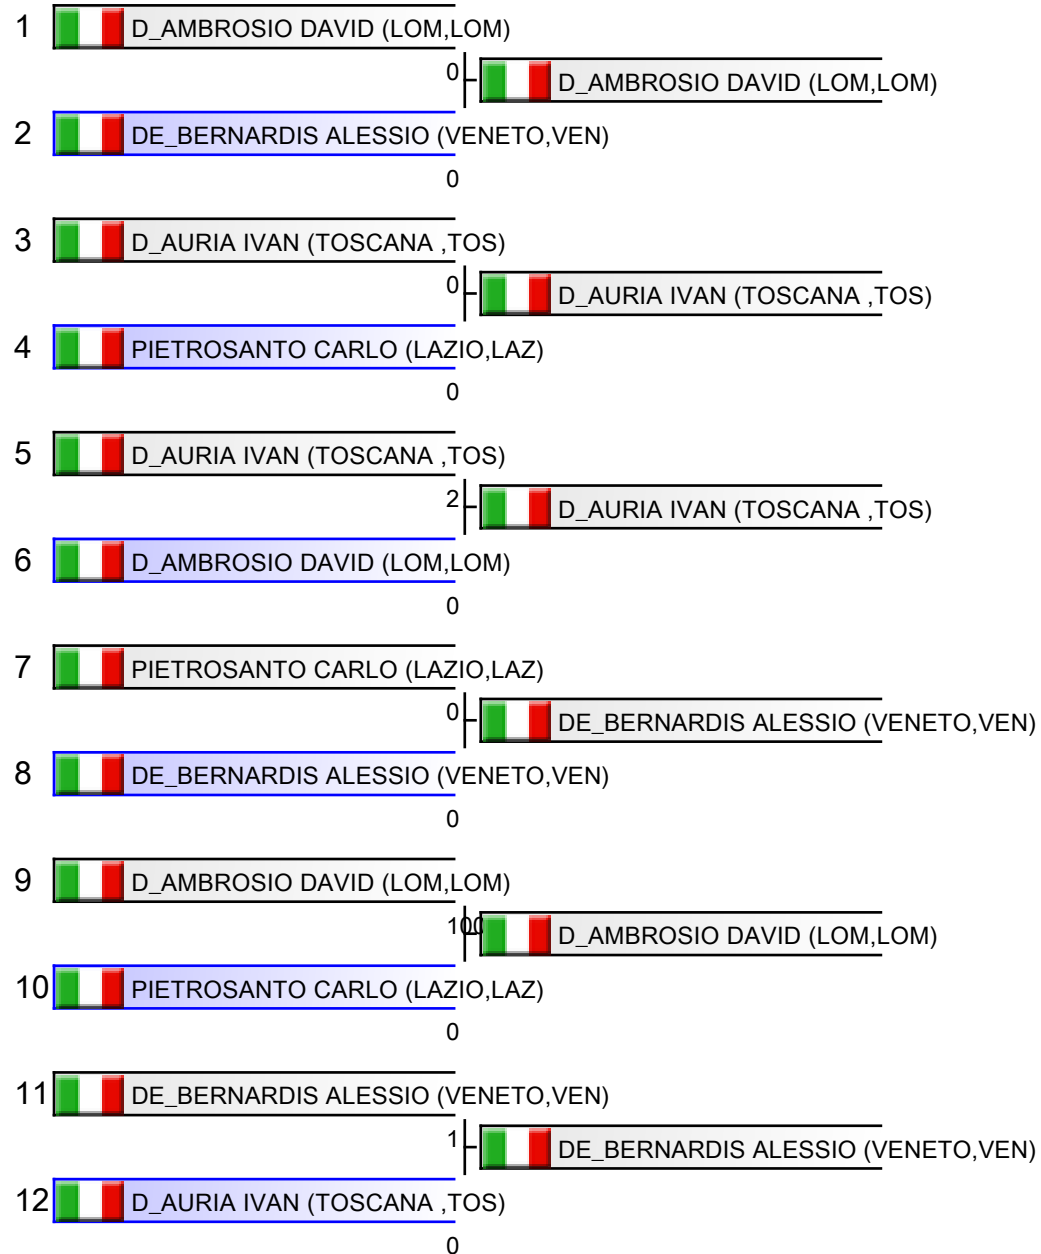 1 D_AMBROSIO DAVID (LOM,LOM)
0 D_AMBROSIO DAVID (LOM,LOM)
2 DE_BERNARDIS ALESSIO (VENETO,VEN)
0
3 D_AURIA IVAN (TOSCANA ,TOS)
0 D_AURIA IVAN (TOSCANA ,TOS)
4 PIETROSANTO CARLO (LAZIO,LAZ)
0
5 D_AURIA IVAN (TOSCANA ,TOS)
2 D_AURIA IVAN (TOSCANA ,TOS)
6 D_AMBROSIO DAVID (LOM,LOM)
0
7 PIETROSANTO CARLO (LAZIO,LAZ)
0 DE_BERNARDIS ALESSIO (VENETO,VEN)
8 DE_BERNARDIS ALESSIO (VENETO,VEN)
0
9 D_AMBROSIO DAVID (LOM,LOM)
100 D_AMBROSIO DAVID (LOM,LOM)
10 PIETROSANTO CARLO (LAZIO,LAZ)
0
11 DE_BERNARDIS ALESSIO (VENETO,VEN)
1 DE_BERNARDIS ALESSIO (VENETO,VEN)
12 D_AURIA IVAN (TOSCANA ,TOS)
0